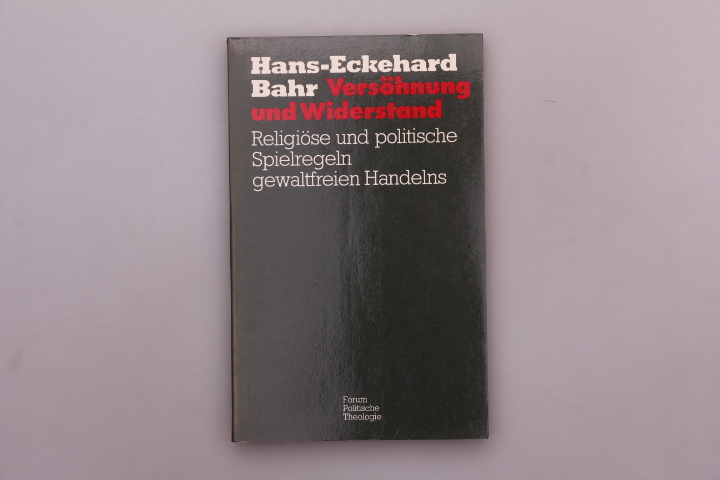 Hans-Eckehard
Bahr Versöhnung
und Widerstand
Religiöse und politische
Spielregeln
gewaltfreien Handelns
Forum
Politische
Theologie